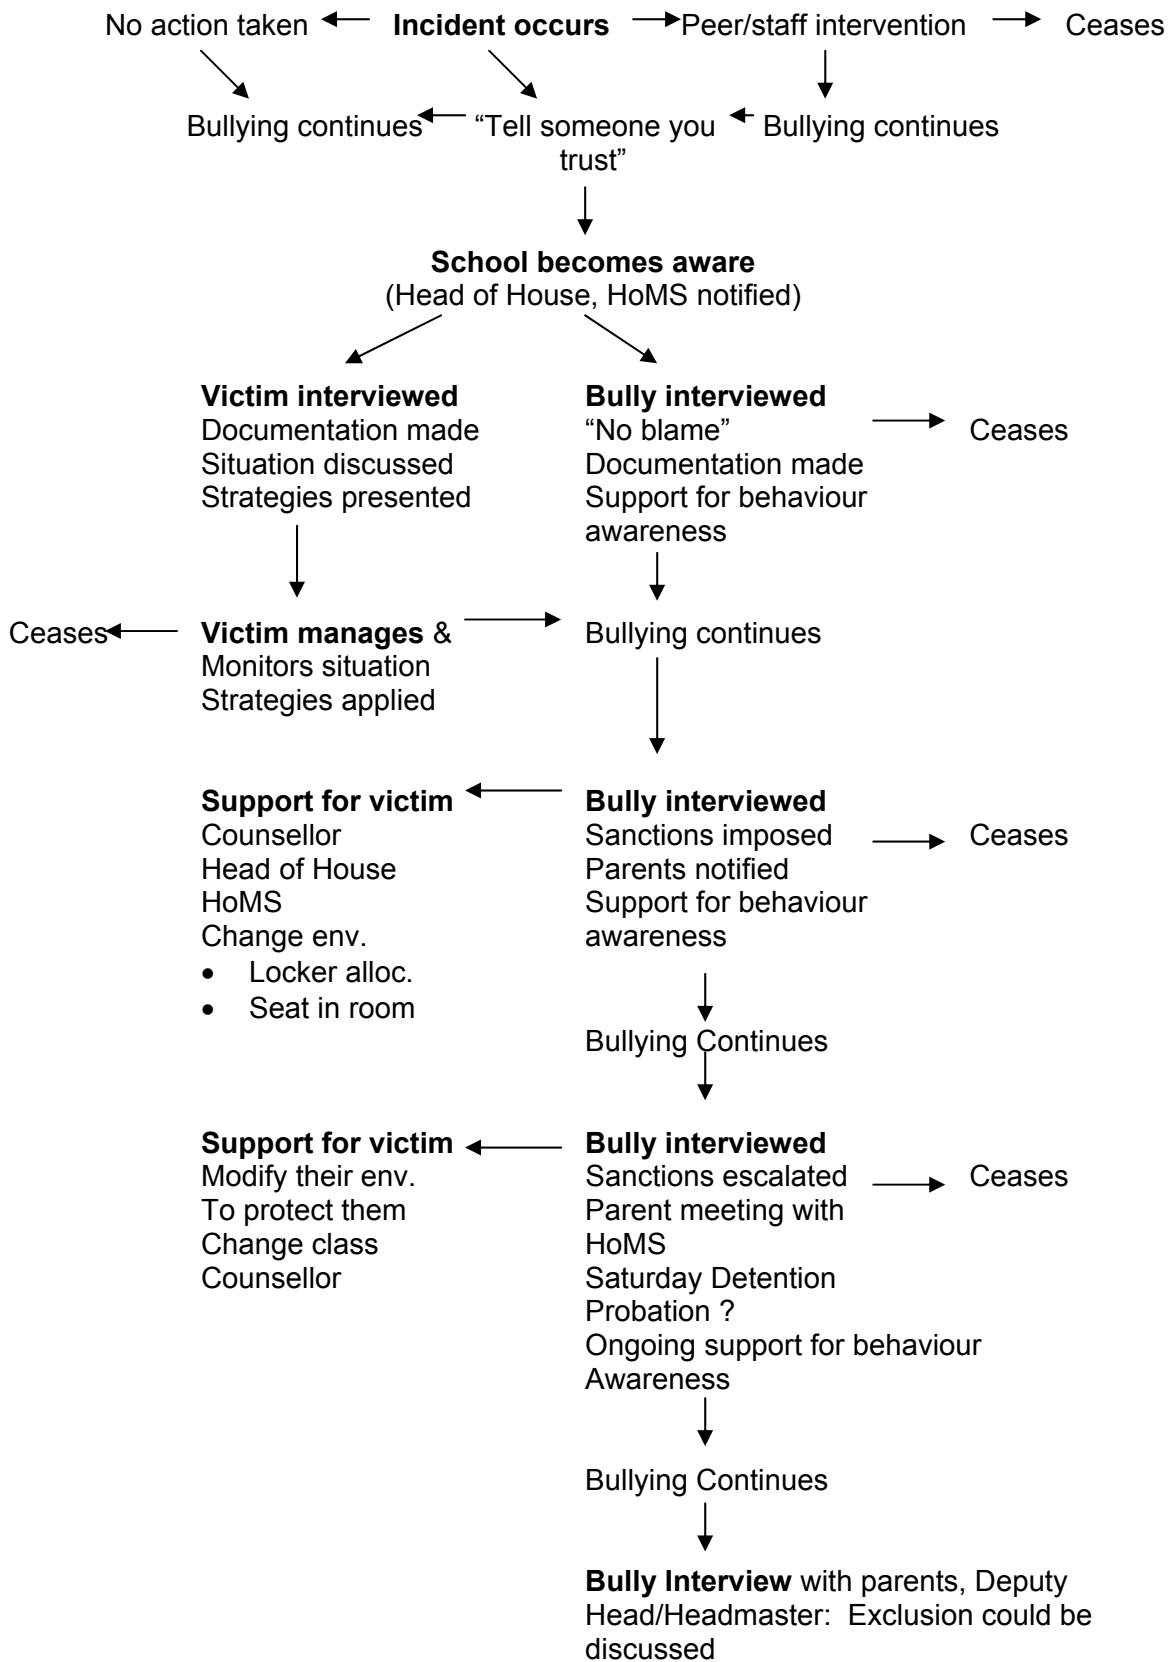 No action taken Incident occurs Peer/staff intervention Ceases
Bullying continues “Tell someone you Bullying continues
trust”
School becomes aware
(Head of House, HoMS notified)
Victim interviewed
Documentation made
Situation discussed
Strategies presented
Bully interviewed
“No blame”
Documentation made
Support for behaviour
awareness
Ceases
Ceases
Victim manages &
Monitors situation
Strategies applied
Bullying continues
Support for victim
Counsellor
Head of House
HoMS
Change env.
• Locker alloc.
• Seat in room
Bully interviewed
Sanctions imposed
Parents notified
Support for behaviour
awareness
Ceases
Bullying Continues
Support for victim
Modify their env.
To protect them
Change class
Counsellor
Bully interviewed
Sanctions escalated
Parent meeting with
HoMS
Saturday Detention
Probation ?
Ongoing support for behaviour
Awareness
Ceases
Bullying Continues
Bully Interview with parents, Deputy
Head/Headmaster: Exclusion could be
discussed